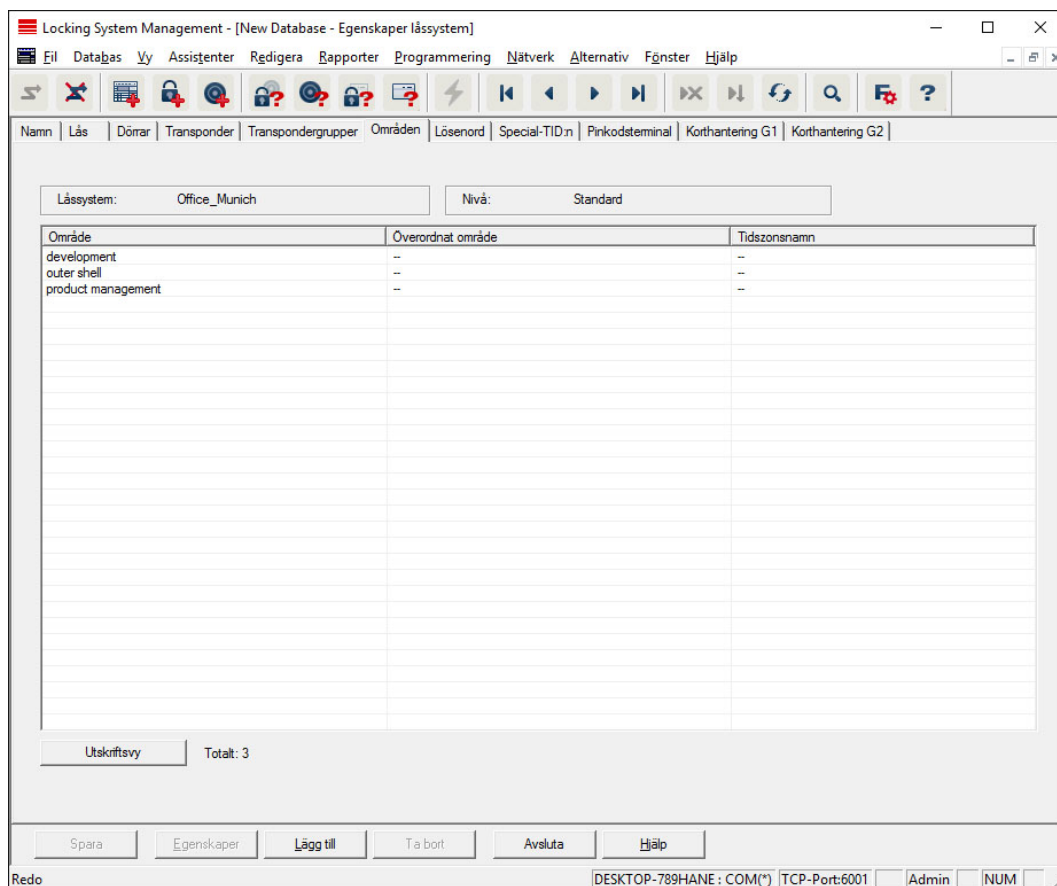 Locking System Management - [New Database - Egenskaper låssystem]
Fil Databas Vy Assistenter Redigera Rapporter Programmering Nätverk Alternativ Fönster Hjälp
Namn Lås Dörrar Transponder Transpondergrupper Områden Lösenord Special-TID:n Pinkodsterminal Korthantering G1 Korthantering G2
Låssystem: Office_Munich Nivå: Standard
Område Överordnat område Tidszonsnamn
development -- --
outer shell -- --
product management -- --
Utskriftsvy Totalt: 3
Spara Egenskaper Lägg till Ta bort Avsluta Hjälp
Redo DESKTOP-789HANE : COM(*) TCP-Port:6001 Admin NUM